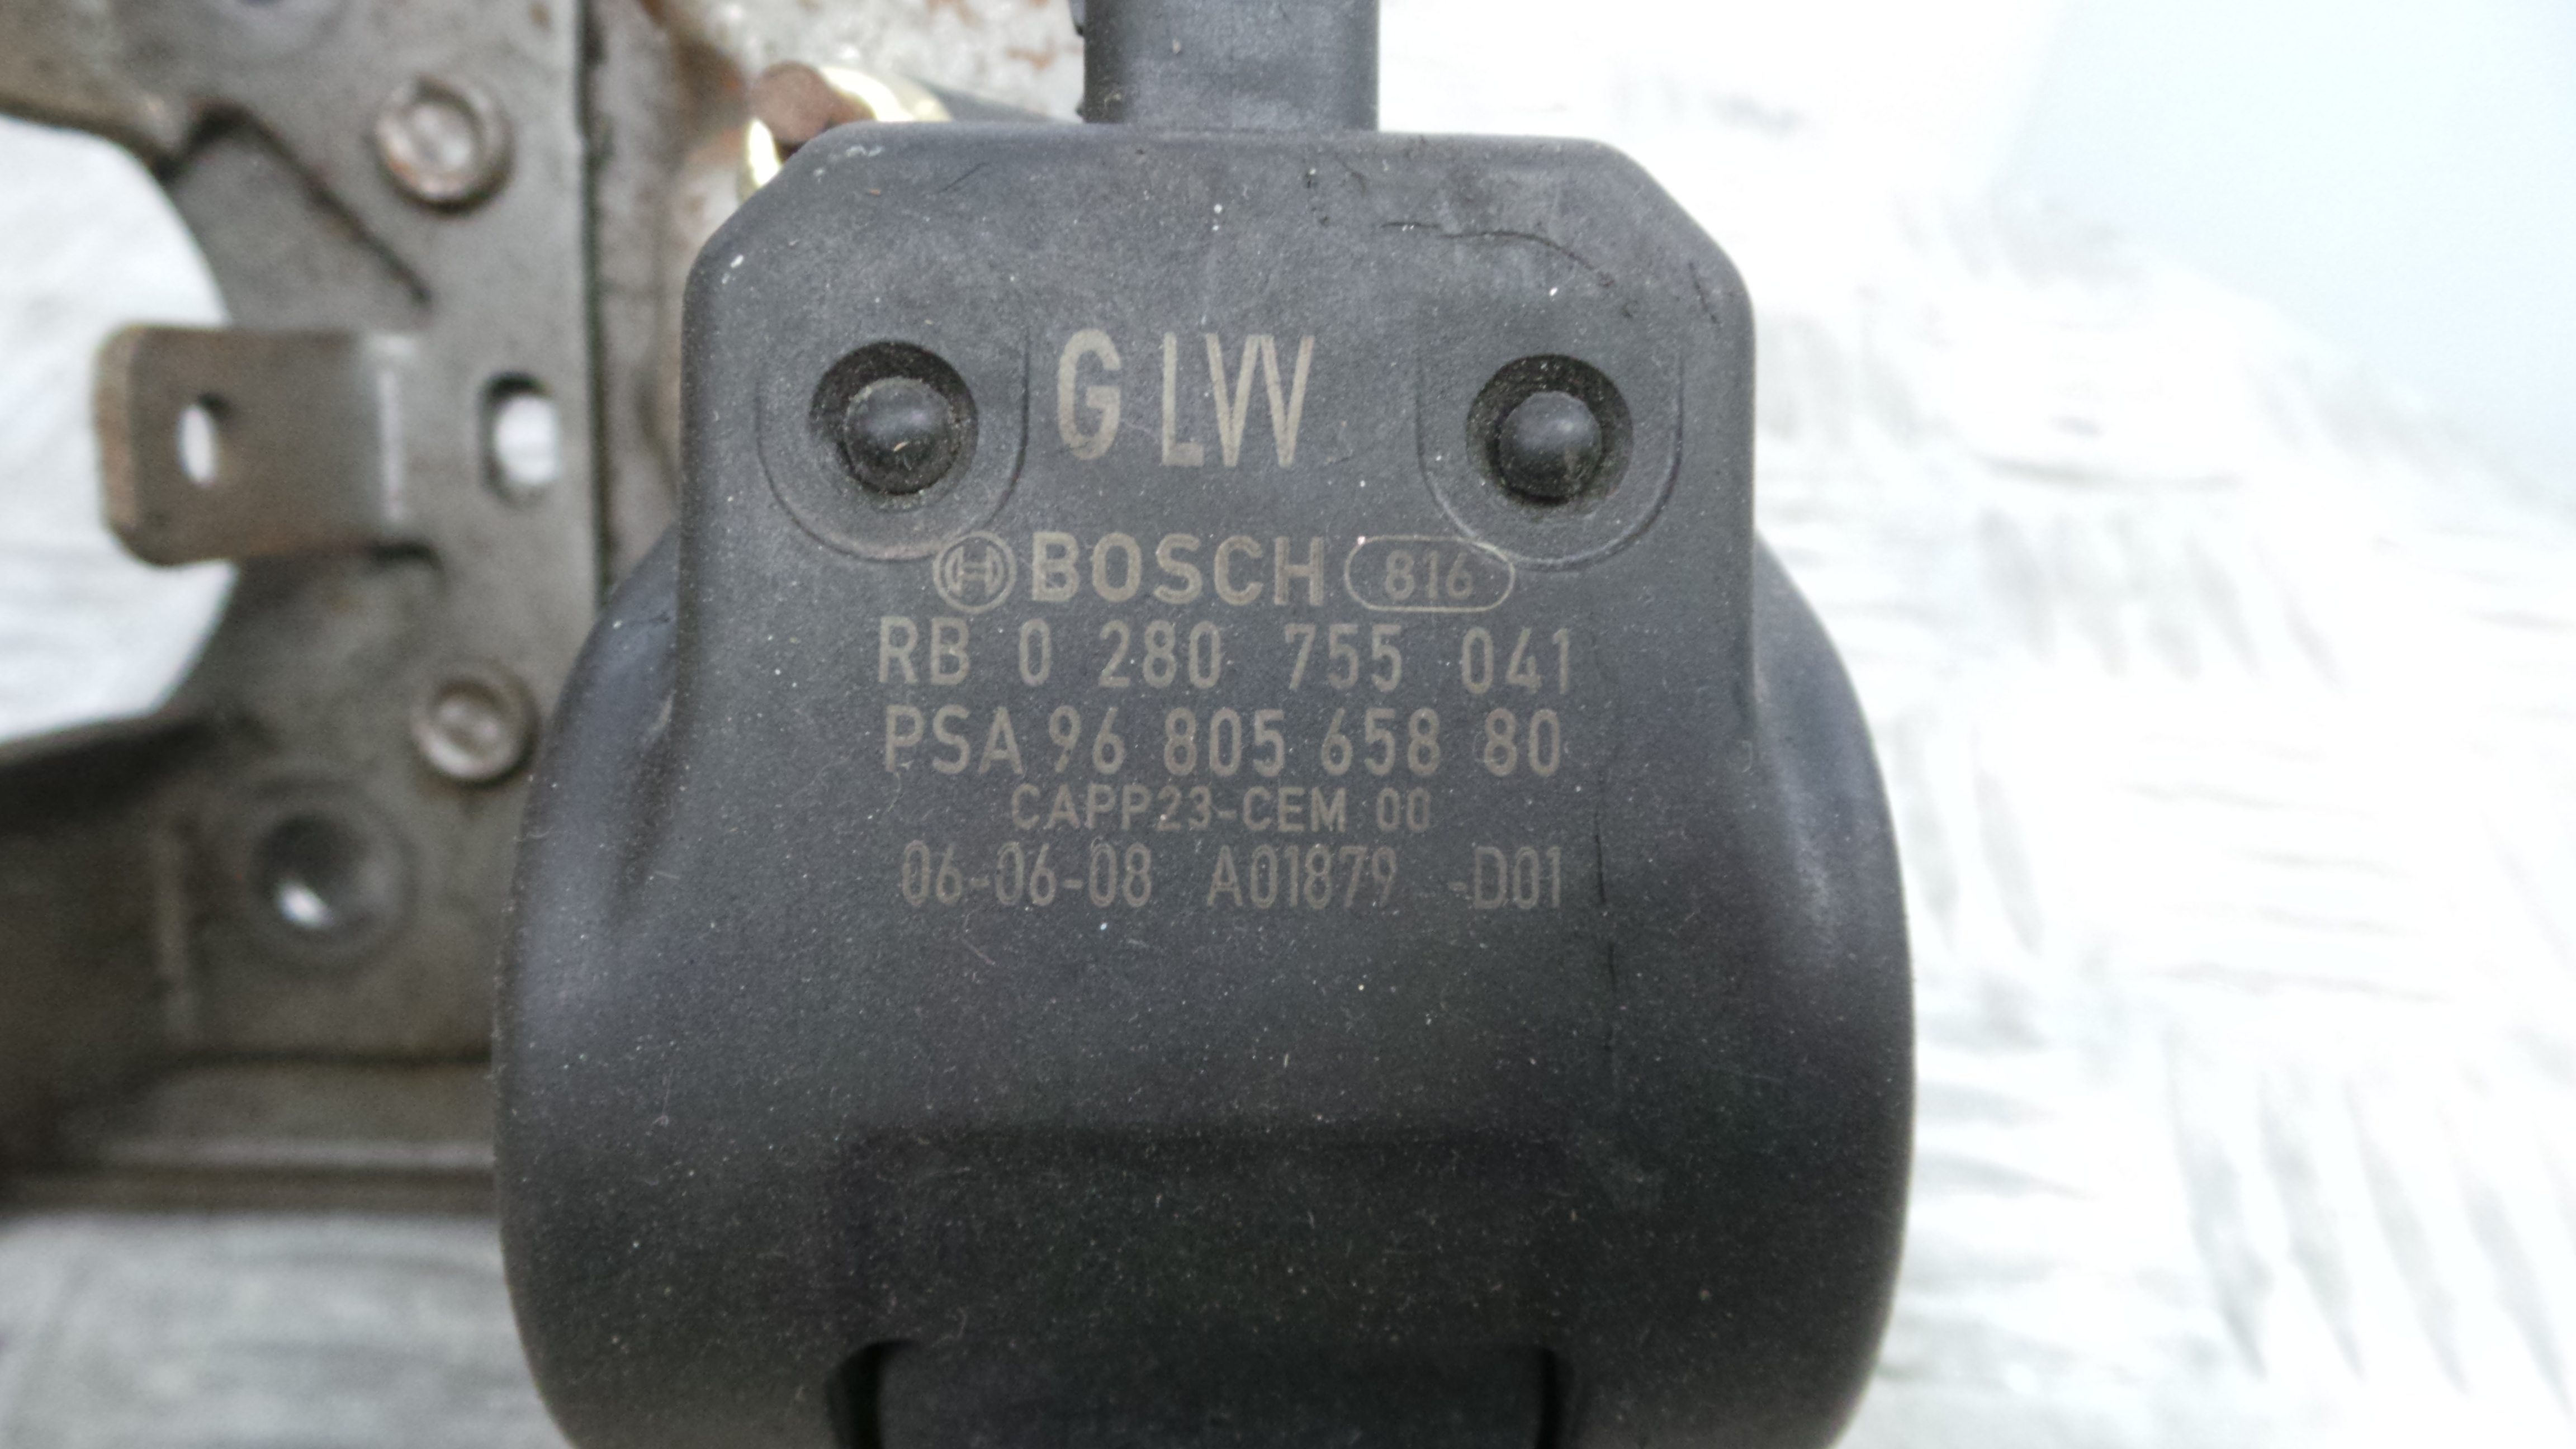 G LW
BOSCH 816
RB 0 280 755 041
PSA 96 805 658 80
CAPP23-CEM 00
06-06-08 A01879 -D01